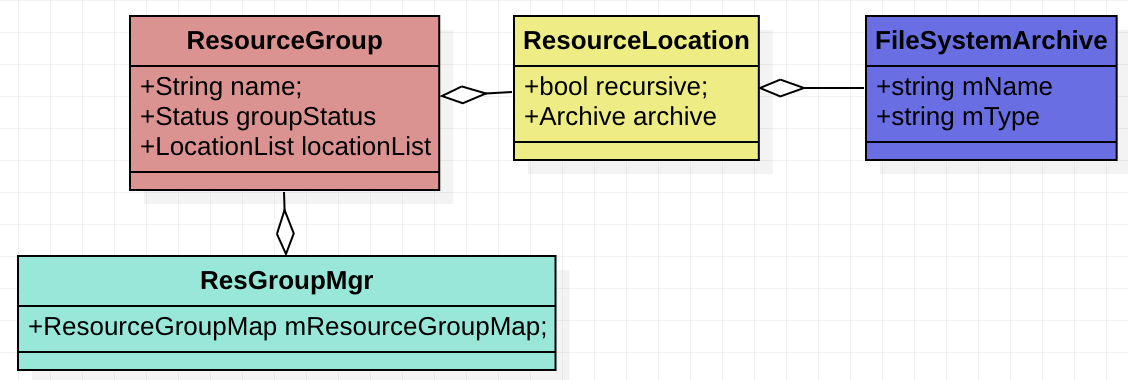 ResourceGroup
+String name;
+Status groupStatus
+LocationList locationList
ResourceLocation
+bool recursive;
+Archive archive
FileSystemArchive
+string mName
+string mType
ResGroupMgr
+ResourceGroupMap mResourceGroupMap;